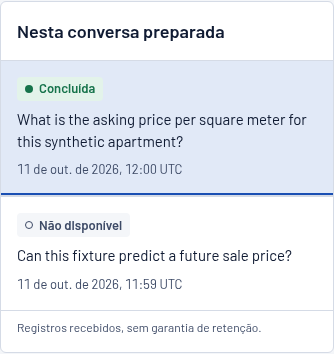 Nesta conversa preparada
Concluída
What is the asking price per square meter for
this synthetic apartment?
11 de out. de 2026, 12:00 UTC
Não disponível
Can this fixture predict a future sale price?
11 de out. de 2026, 11:59 UTC
Registros recebidos, sem garantia de retenção.